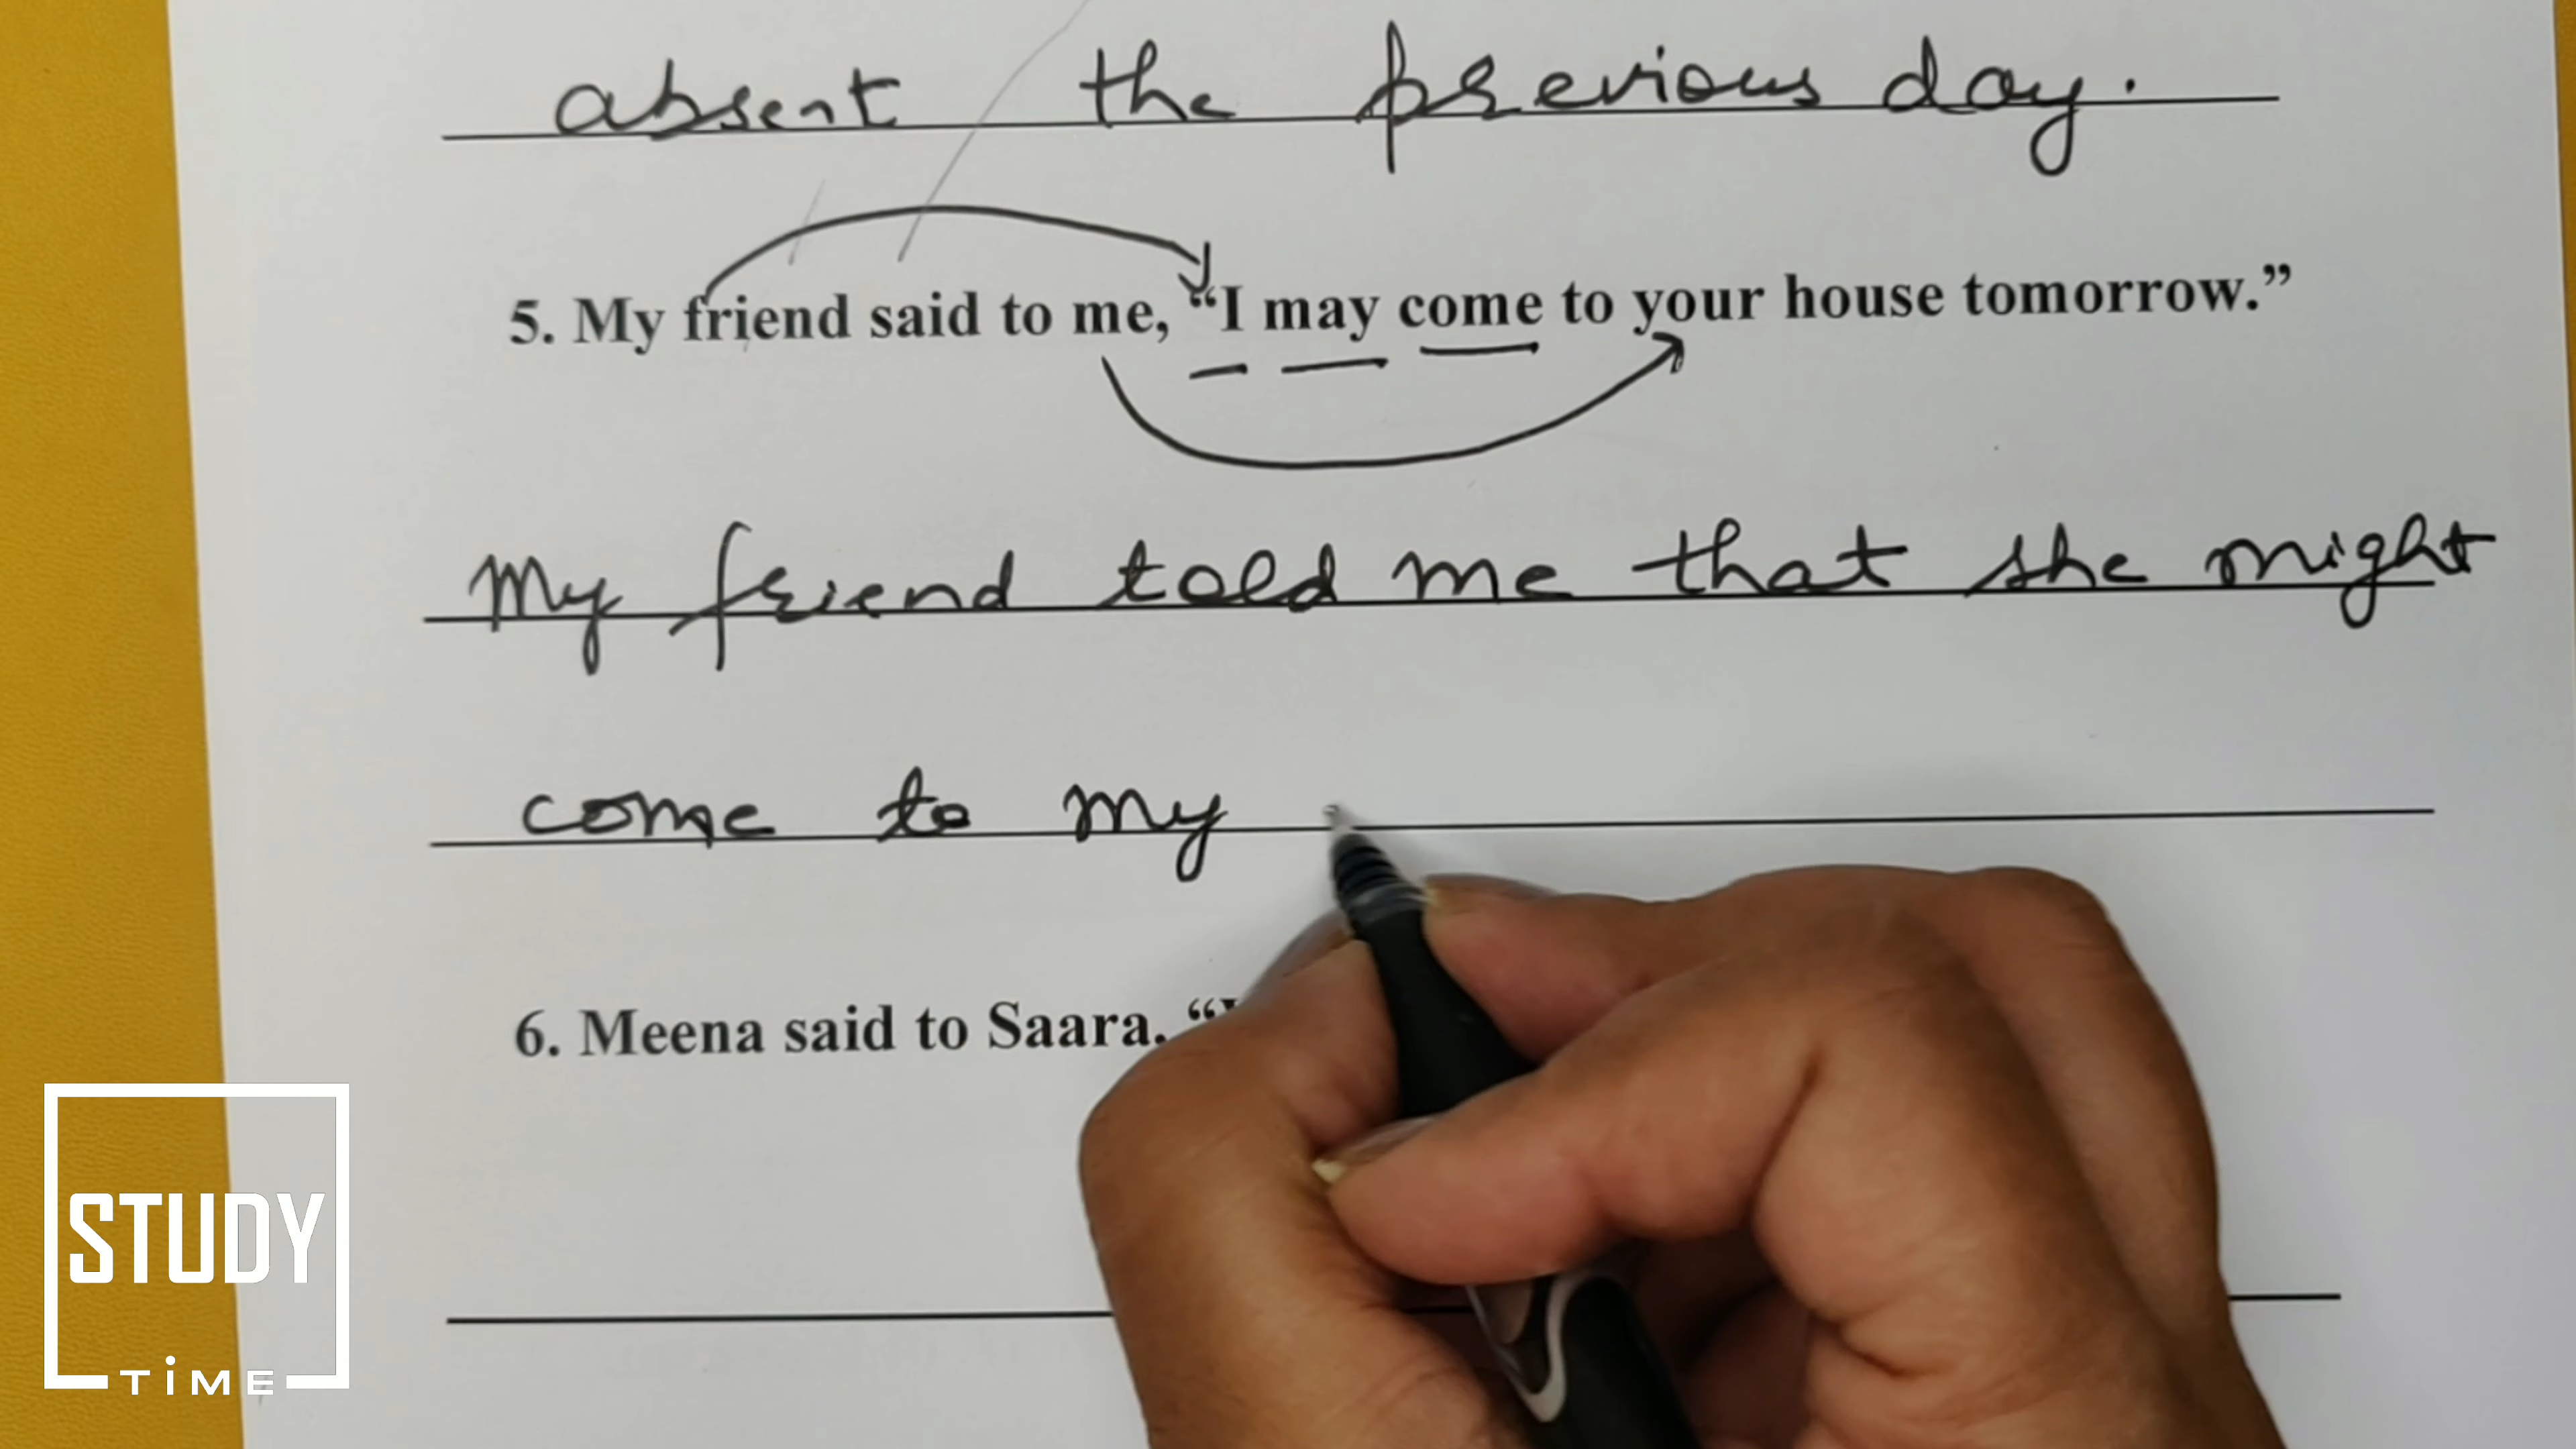 absent the previous day.
5. My friend said to me, “I may come to your house tomorrow.”
My friend told me that she might
come to my
6. Meena said to Saara, “
STUDY
TiME